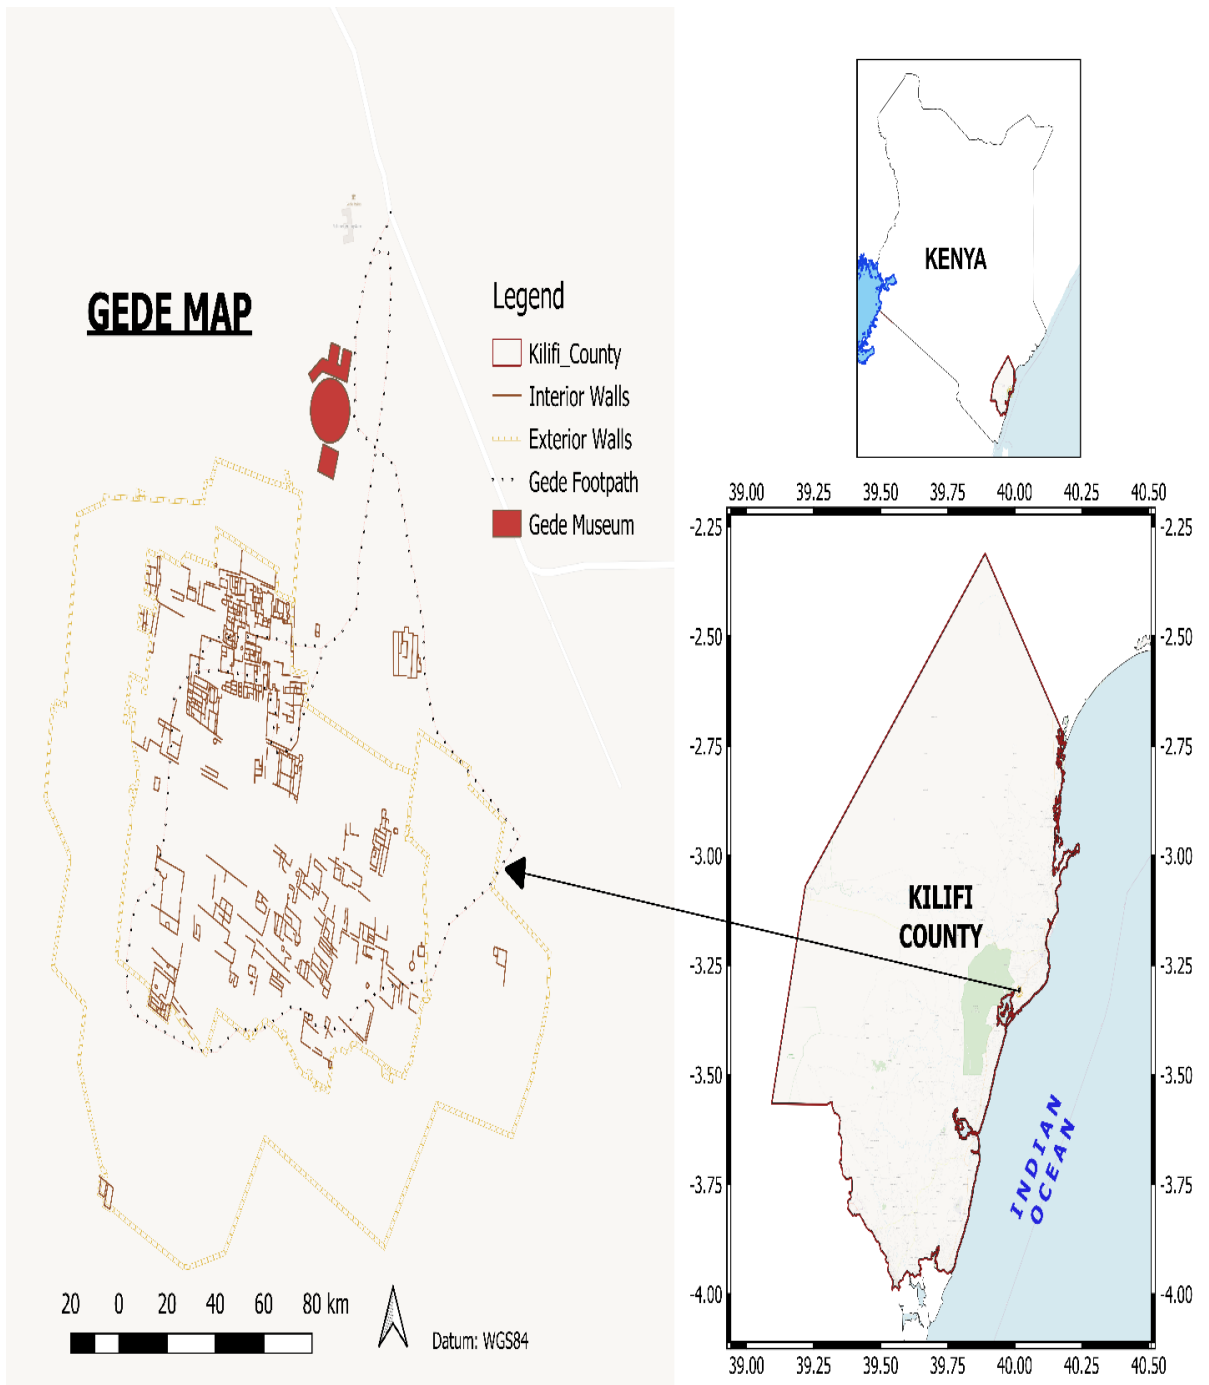 GEDE MAP
Legend
Kilifi_County
Interior Walls
Exterior Walls
Gede Footpath
Gede Museum
20 0 20 40 60 80 km
Datum: WGS84
KENYA
39.00 39.25 39.50 39.75 40.00 40.25 40.50
-2.25 -2.25
-2.50 -2.50
-2.75 -2.75
-3.00 -3.00
KILIFI
COUNTY
-3.25 -3.25
-3.50 -3.50
INDIAN
OCEAN
-3.75 -3.75
-4.00 -4.00
39.00 39.25 39.50 39.75 40.00 40.25 40.50